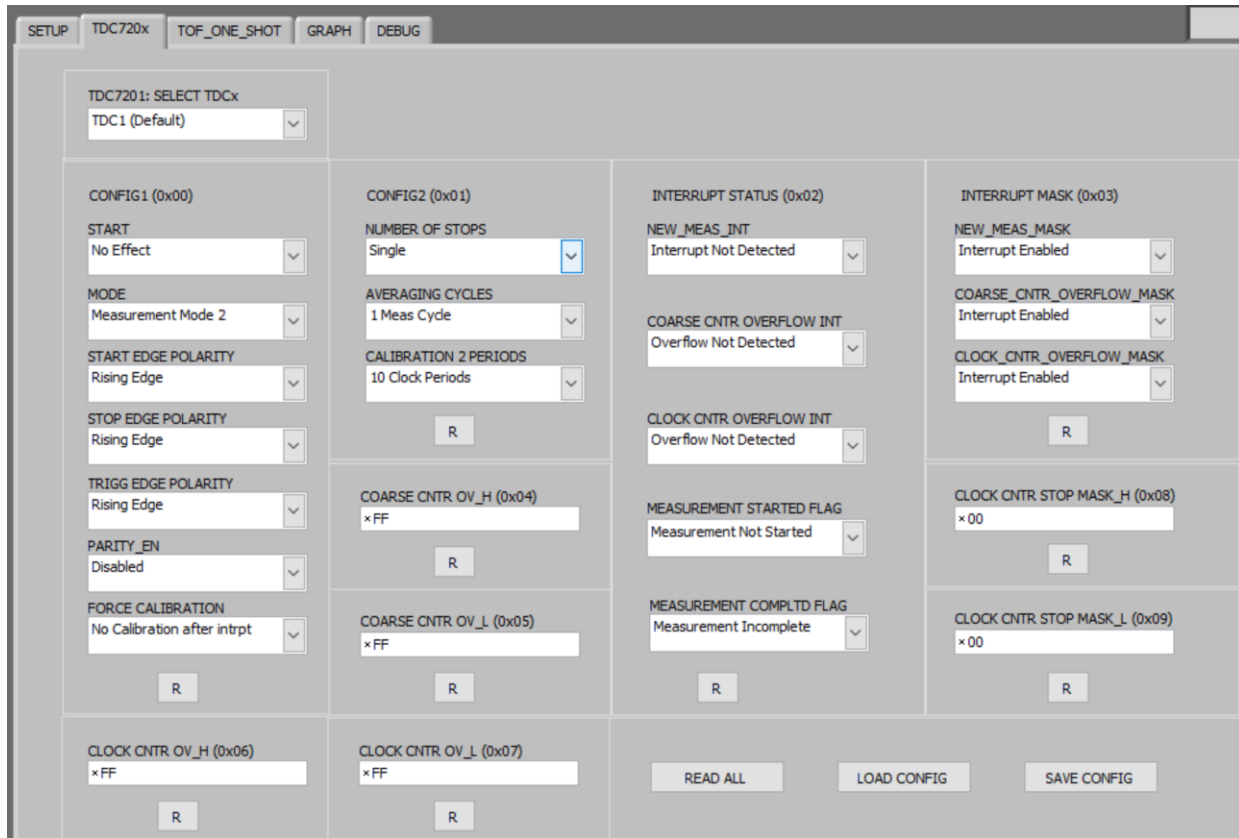 SETUP
TDC720x
TOF_ONE_SHOT
GRAPH
DEBUG
TDC7201: SELECT TDCx
TDC1 (Default)
CONFIG1 (0x00)
START
No Effect
MODE
Measurement Mode 2
START EDGE POLARITY
Rising Edge
STOP EDGE POLARITY
Rising Edge
TRIGG EDGE POLARITY
Rising Edge
PARITY_EN
Disabled
FORCE CALIBRATION
No Calibration after intrpt
R
CONFIG2 (0x01)
NUMBER OF STOPS
Single
AVERAGING CYCLES
1 Meas Cycle
CALIBRATION 2 PERIODS
10 Clock Periods
R
COARSE CNTR OV_H (0x04)
×FF
R
COARSE CNTR OV_L (0x05)
×FF
R
INTERRUPT STATUS (0x02)
NEW_MEAS_INT
Interrupt Not Detected
COARSE CNTR OVERFLOW INT
Overflow Not Detected
CLOCK CNTR OVERFLOW INT
Overflow Not Detected
MEASUREMENT STARTED FLAG
Measurement Not Started
MEASUREMENT COMPLTD FLAG
Measurement Incomplete
R
INTERRUPT MASK (0x03)
NEW_MEAS_MASK
Interrupt Enabled
COARSE_CNTR_OVERFLOW_MASK
Interrupt Enabled
CLOCK_CNTR_OVERFLOW_MASK
Interrupt Enabled
R
CLOCK CNTR STOP MASK_H (0x08)
×00
R
CLOCK CNTR STOP MASK_L (0x09)
×00
R
CLOCK CNTR OV_H (0x06)
×FF
R
CLOCK CNTR OV_L (0x07)
×FF
R
READ ALL
LOAD CONFIG
SAVE CONFIG